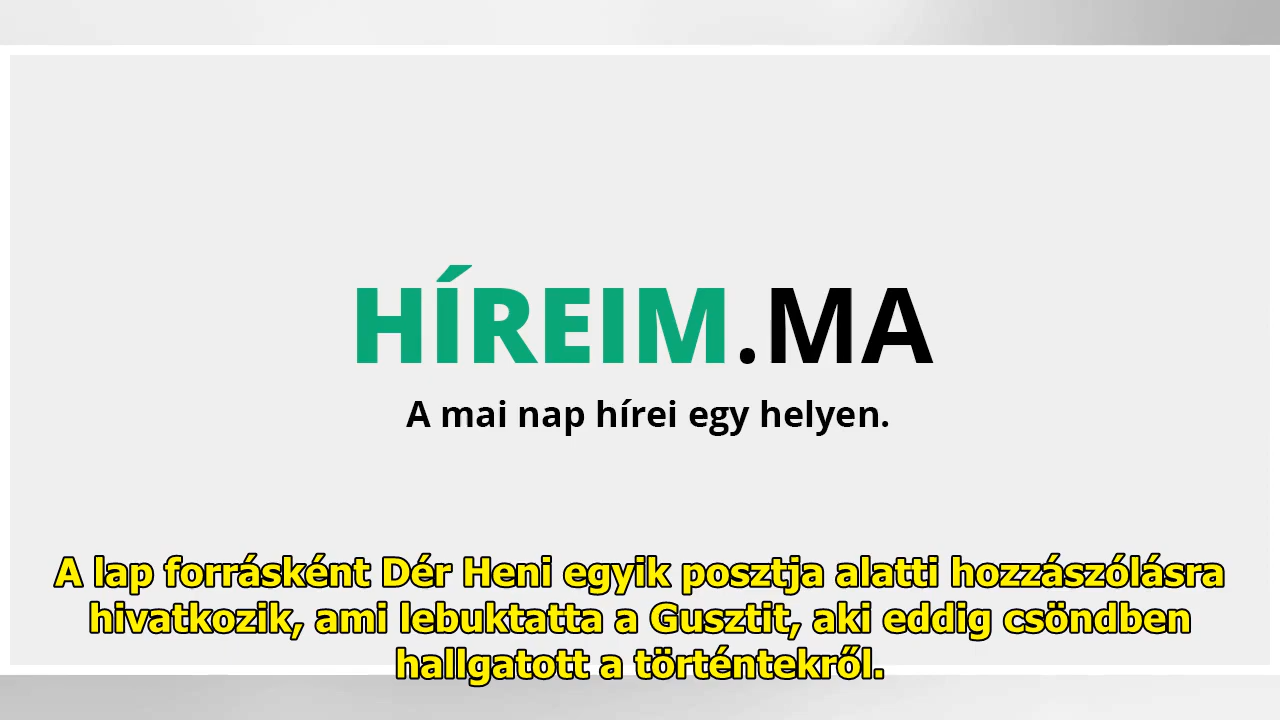 HÍREIM.MA
A mai nap hírei egy helyen.
A lap forrásként Dér Heni egyik posztja alatti hozzászólásra
hivatkozik, ami lebuktatta a Gusztit, aki eddig csöndben
hallgatott a történtekről.